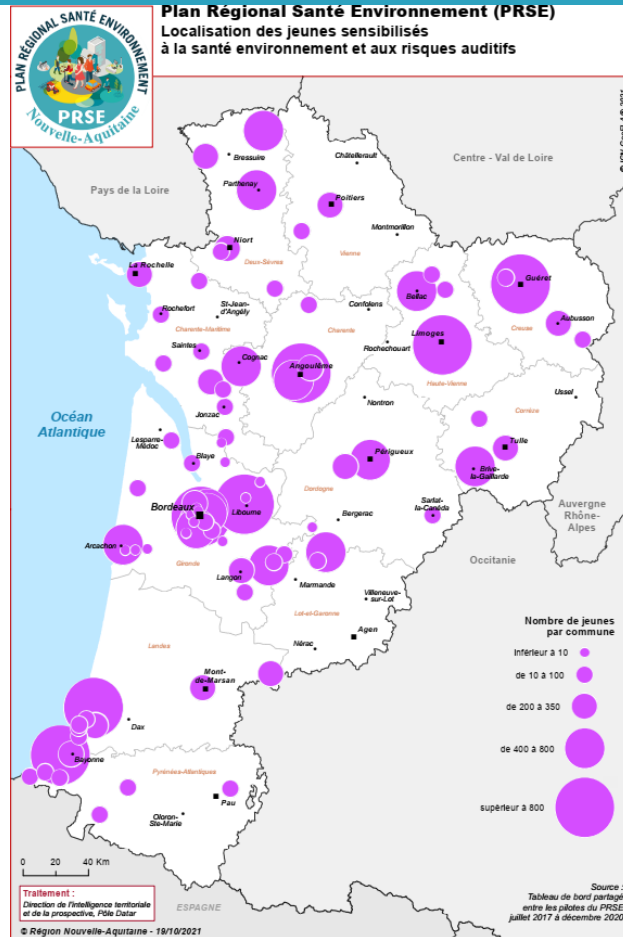 Plan Régional Santé Environnement (PRSE)
Localisation des jeunes sensibilisés
à la santé environnement et aux risques auditifs
PLAN RÉGIONAL SANTÉ ENVIRONNEMENT
PRSE
Nouvelle-Aquitaine
Centre - Val de Loire
Pays de la Loire
Bressuire
Châtellerault
Parthenay
Poitiers
Montmorillon
Niort
Deux-Sèvres
Vienne
La Rochelle
Guéret
Bellac
Rochefort
St-Jean-
d'Angély
Confolens
Aubusson
Charente-Maritime
Charente
Limoges
Creuse
Saintes
Rochechouart
Cognac
Angoulême
Haute-Vienne
Jonzac
Nontron
Ussel
Corrèze
Océan
Atlantique
Lesparre-
Médoc
Blaye
Périgueux
Tulle
Brive-
la-Gaillarde
Dordogne
Bordeaux
Libourne
Bergerac
Sarlat-
la-Canéda
Auvergne
Rhône-
Alpes
Arcachon
Gironde
Langon
Marmande
Occitanie
Villeneuve-
sur-Lot
Lot-et-Garonne
Agen
Nérac
Landes
Mont-
de-Marsan
Dax
Bayonne
Pyrénées-Atlantiques
Pau
Oloron-
Ste-Marie
Nombre de jeunes
par commune
Inférieur à 10
de 10 à 100
de 200 à 350
de 400 à 800
supérieur à 800
0 20 40 Km
Traitement :
Direction de l'Intelligence territoriale
et de la prospective, Pôle Datar
ESPAGNE
Source :
Tableau de bord partagé
entre les pilotes du PRSE
juillet 2017 à décembre 2020
© Région Nouvelle-Aquitaine - 19/10/2021